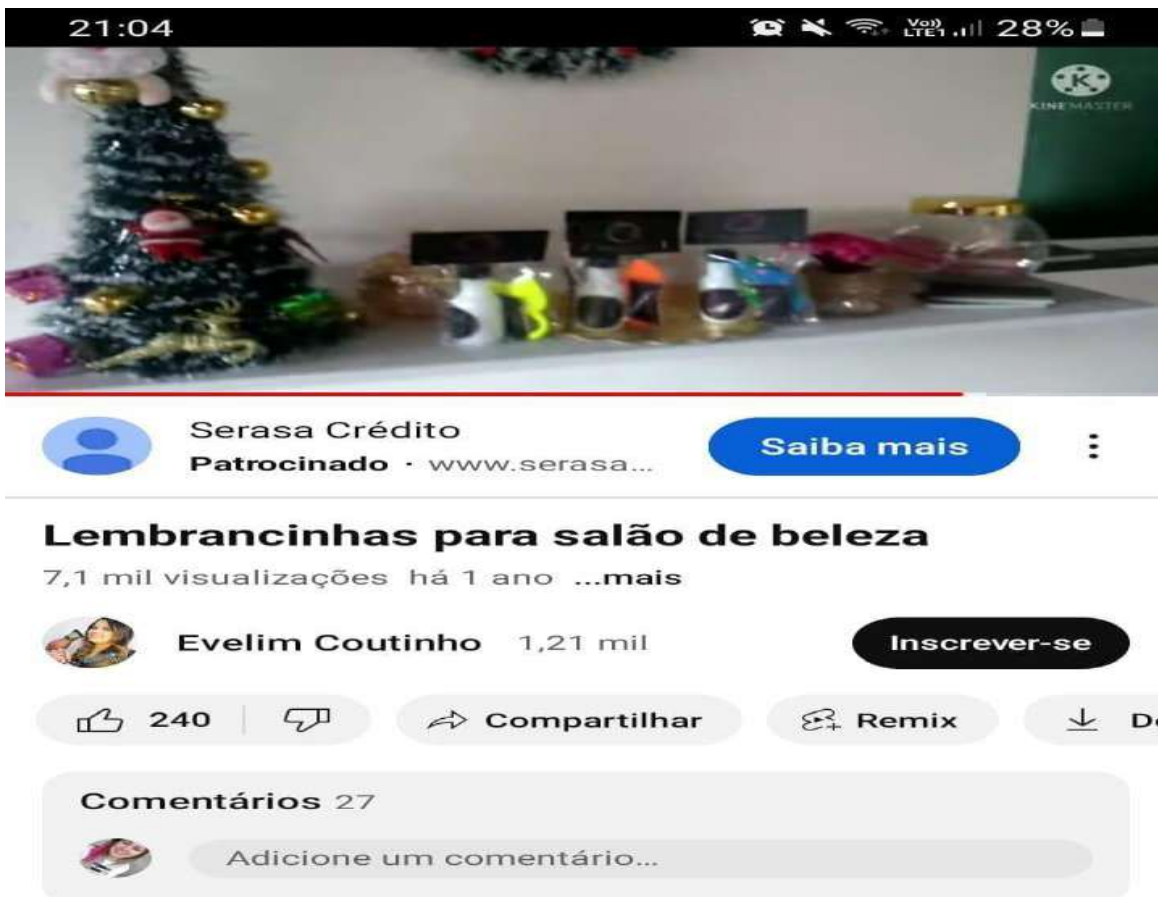 21:04 Vo)) LTE1 28%
KINEMASTER
Serasa Crédito
Patrocinado · www.serasa...
Saiba mais
Lembrancinhas para salão de beleza
7,1 mil visualizações há 1 ano ...mais
Evelim Coutinho 1,21 mil
Inscrever-se
240 Compartilhar Remix D
Comentários 27
Adicione um comentário...